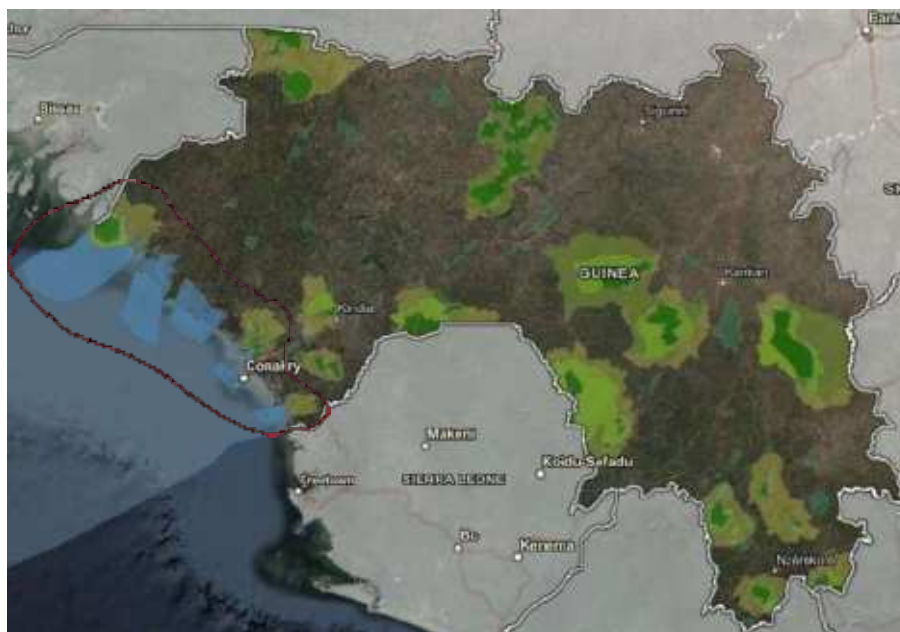 Bissau
Siguiri
GUINEA
Kankan
Kindia
Conakry
Makeni
Koidu-Sefadu
SIERRA LEONE
Freetown
Bo
Kenema
Nzérékoré